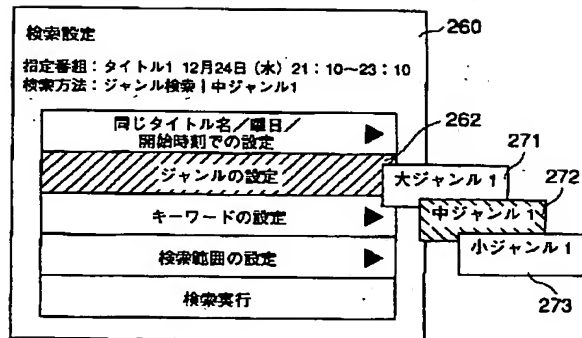 検索設定
260
指定番組：タイトル1 12月24日（水）21：10～23：10
検索方法：ジャンル検索｜中ジャンル1
同じタイトル名／曜日／
開始時刻での設定
262
ジャンルの設定
271
大ジャンル1
272
中ジャンル1
キーワードの設定
小ジャンル1
検索範囲の設定
273
検索実行